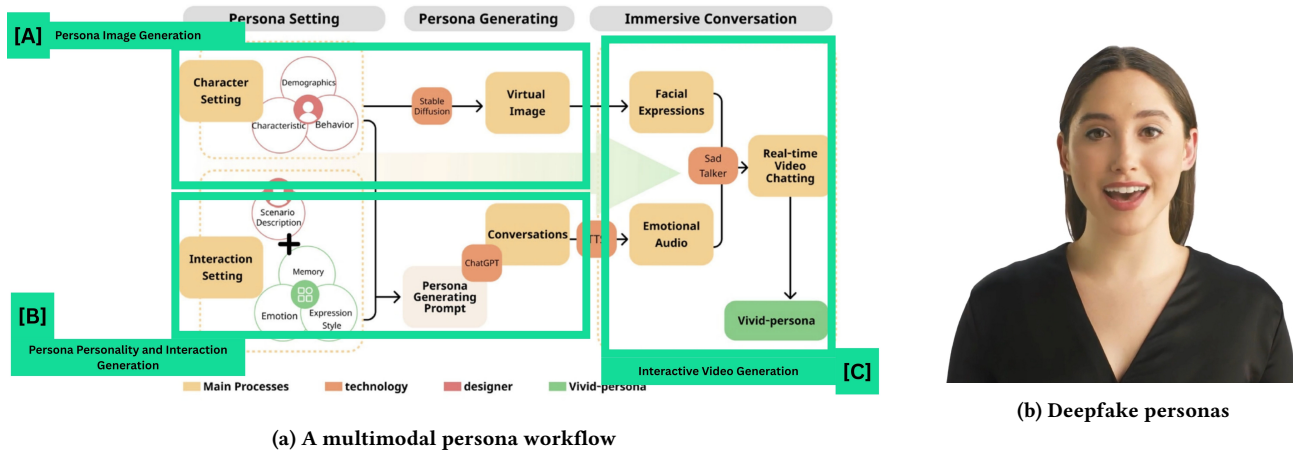 Persona Setting
Persona Generating
Immersive Conversation
[A]
Persona Image Generation
Character
Setting
Demographics
Characteristic
Behavior
Stable
Diffusion
Virtual
Image
Facial
Expressions
Sad
Talker
Real-time
Video
Chatting
Scenario
Description
Interaction
Setting
Memory
Emotion
Expression
Style
Conversations
ChatGPT
Persona
Generating
Prompt
Emotional
Audio
Vivid-persona
[B]
Persona Personality and Interaction
Generation
Interactive Video Generation
[C]
Main Processes
technology
designer
Vivid-persona
(a) A multimodal persona workflow
(b) Deepfake personas